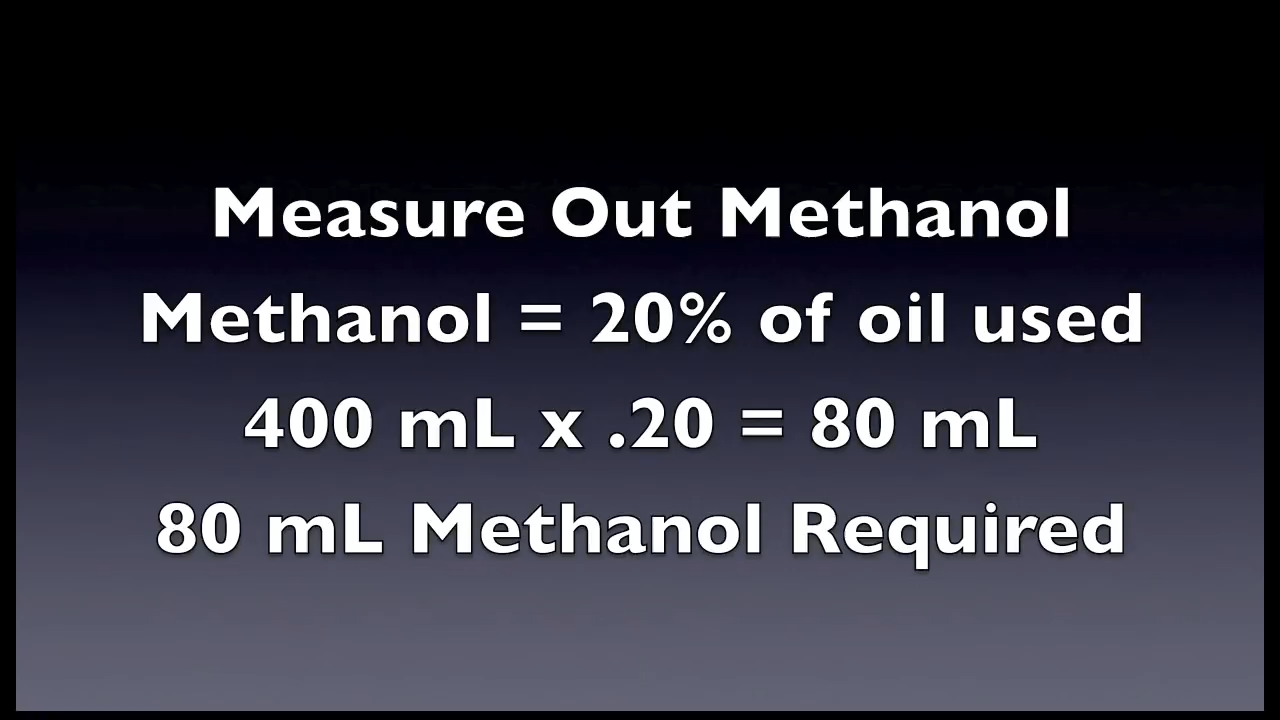 Measure Out Methanol
Methanol = 20% of oil used
400 mL x .20 = 80 mL
80 mL Methanol Required